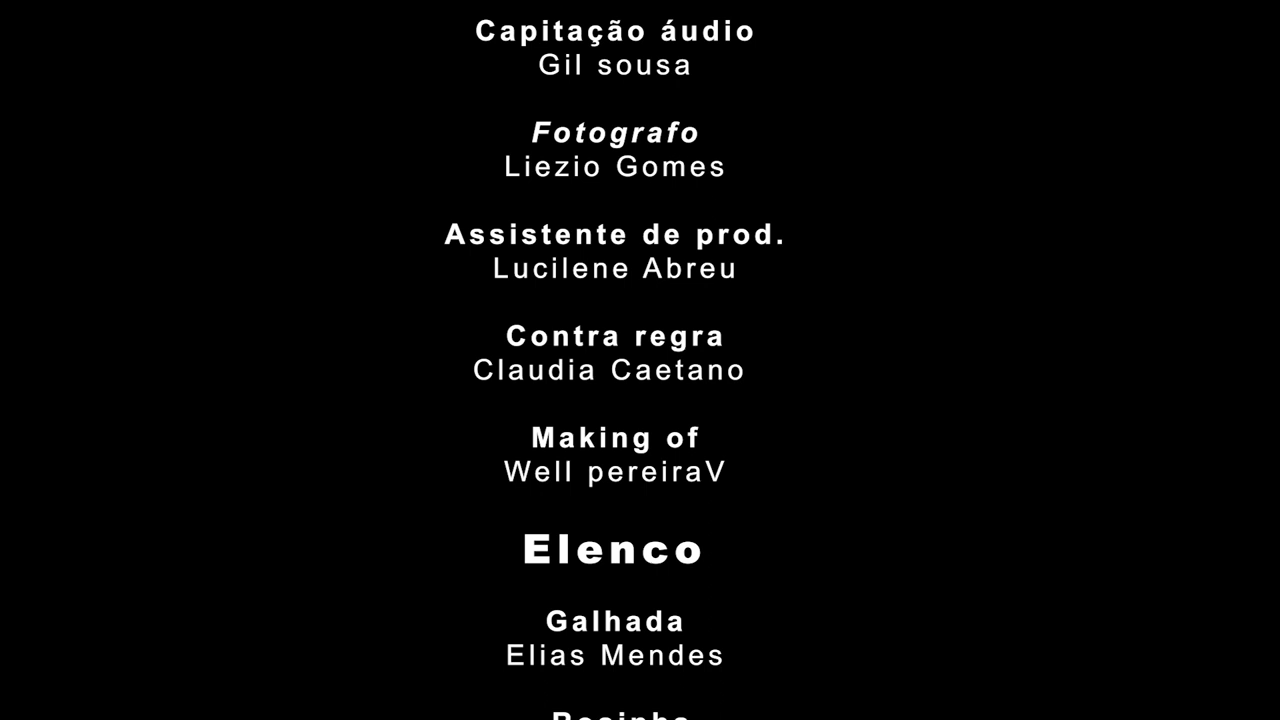 Capitação áudio
Gil sousa
Fotografo
Liezio Gomes
Assistente de prod.
Lucilene Abreu
Contra regra
Claudia Caetano
Making of
Well pereiraV
Elenco
Galhada
Elias Mendes